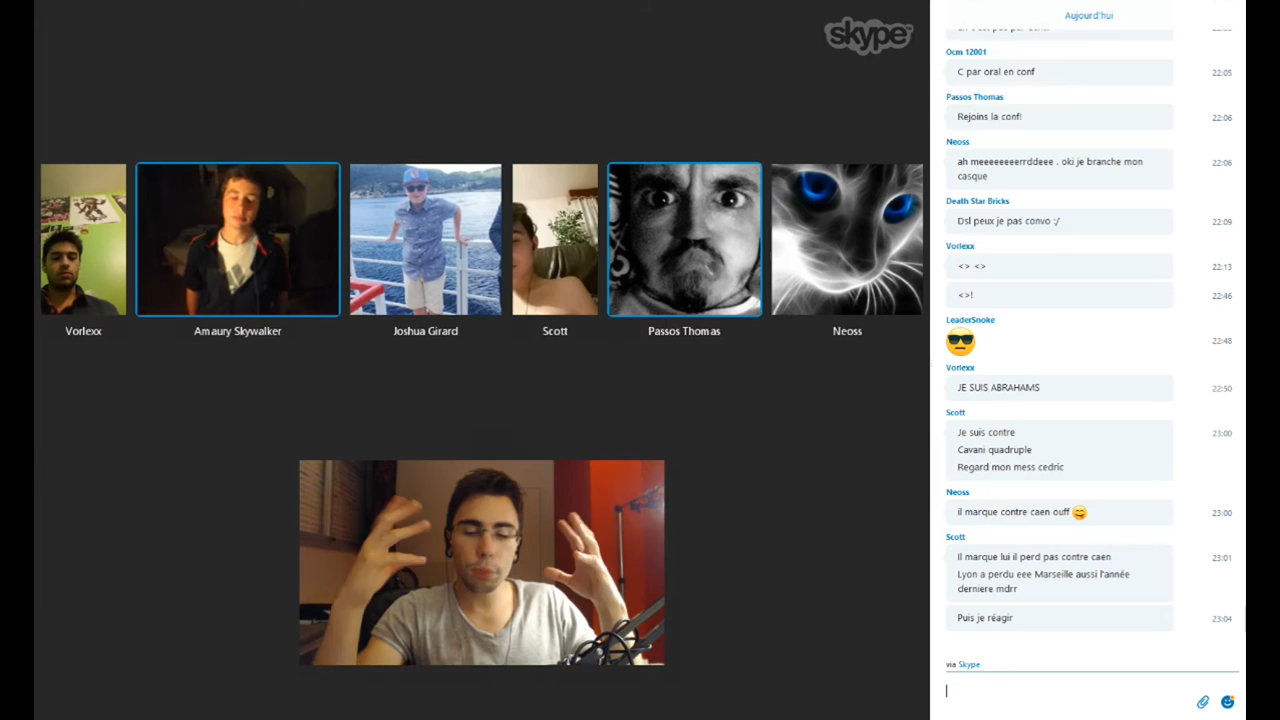 skype™
Vorlexx
Amaury Skywalker
Joshua Girard
Scott
Passos Thomas
Neoss
Aujourd'hui
Ocm 12001
C par oral en conf
22:05
Passos Thomas
Rejoins la conf!
22:06
Neoss
ah meeeeeeerrddeee . oki je branche mon
casque
22:06
Death Star Bricks
Dsl peux je pas convo :/
22:09
Vorlexx
<> <>
22:13
<>!
22:46
LeaderSnoke
22:48
Vorlexx
JE SUIS ABRAHAMS
22:50
Scott
Je suis contre
23:00
Cavani quadruple
Regard mon mess cedric
Neoss
il marque contre caen ouff
23:00
Scott
Il marque lui il perd pas contre caen
23:01
Lyon a perdu eee Marseille aussi l'année
derniere mdrr
Puis je réagir
23:04
via Skype